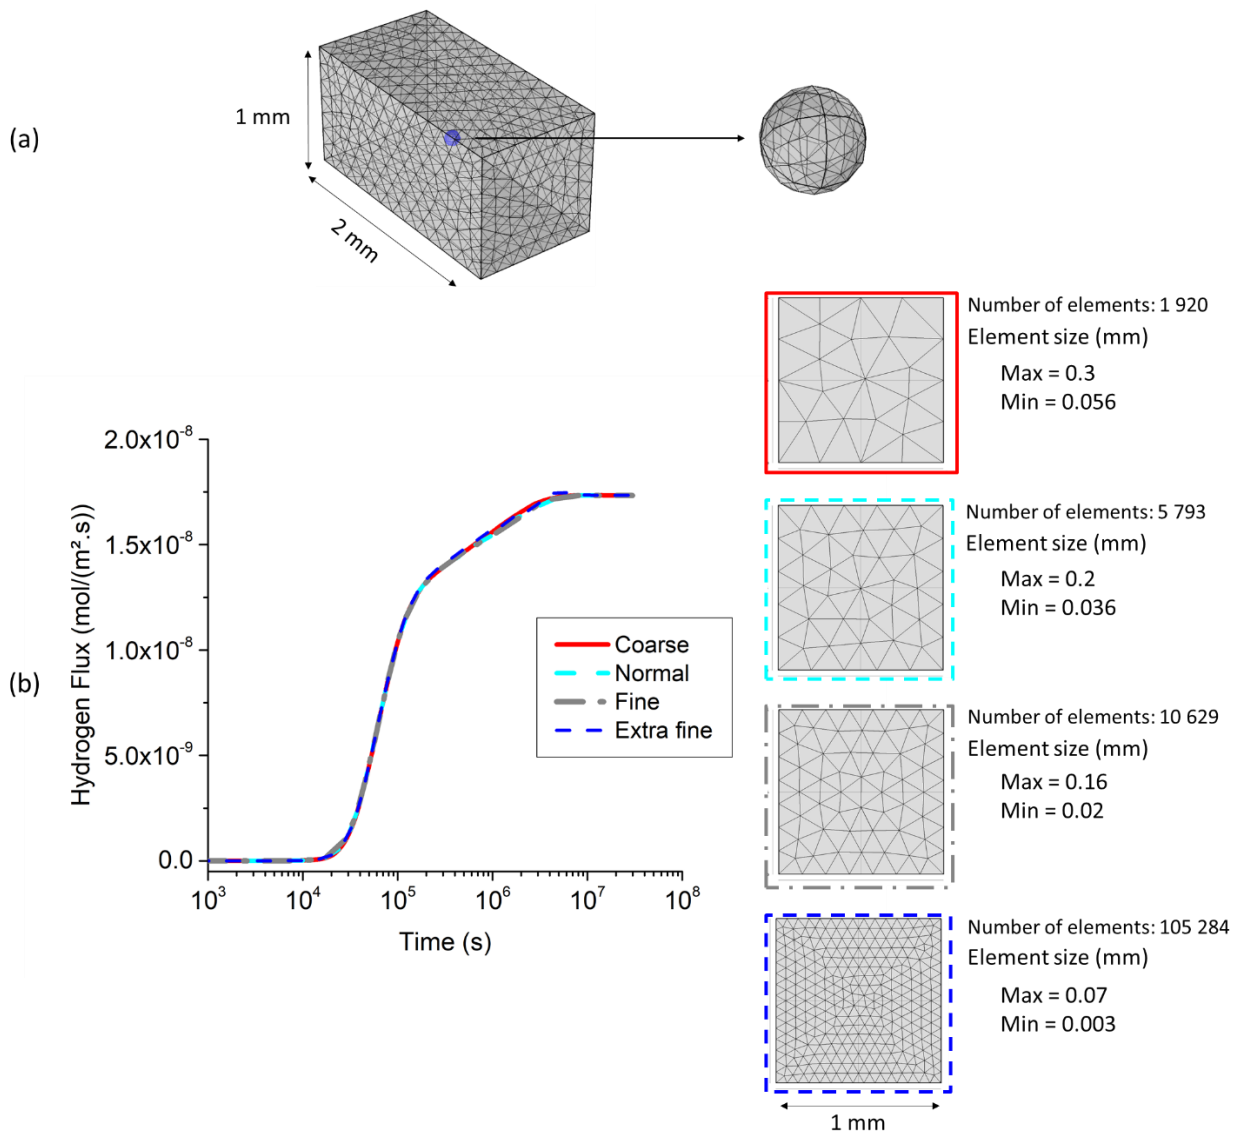 (a)
1 mm
2 mm
Number of elements: 1 920
Element size (mm)
Max = 0.3
Min = 0.056
Number of elements: 5 793
Element size (mm)
Max = 0.2
Min = 0.036
Number of elements: 10 629
Element size (mm)
Max = 0.16
Min = 0.02
Number of elements: 105 284
Element size (mm)
Max = 0.07
Min = 0.003
1 mm
(b)
Hydrogen Flux (mol/(m².s))
2.0x10⁻⁸
1.5x10⁻⁸
1.0x10⁻⁸
5.0x10⁻⁹
0.0
10³ 10⁴ 10⁵ 10⁶ 10⁷ 10⁸
Time (s)
Coarse
Normal
Fine
Extra fine